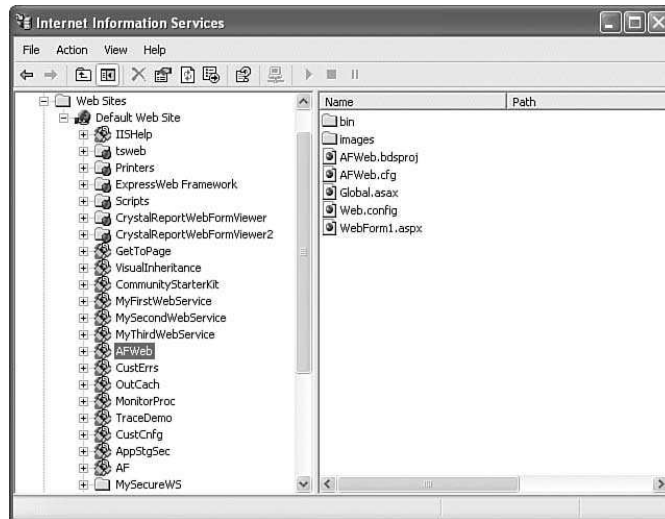 Internet Information Services
File Action View Help
Web Sites
Default Web Site
IISHelp
tsweb
Printers
ExpressWeb Framework
Scripts
CrystalReportWebFormViewer
CrystalReportWebFormViewer2
GetToPage
VisualInheritance
CommunityStarterKit
MyFirstWebService
MySecondWebService
MyThirdWebService
AFWeb
CustErrs
OutCach
MonitorProc
TraceDemo
CustCnfg
AppStgSec
AF
MySecureWS
Name Path
bin
images
AFWeb.bdsproj
AFWeb.cfg
Global.asax
Web.config
WebForm1.aspx